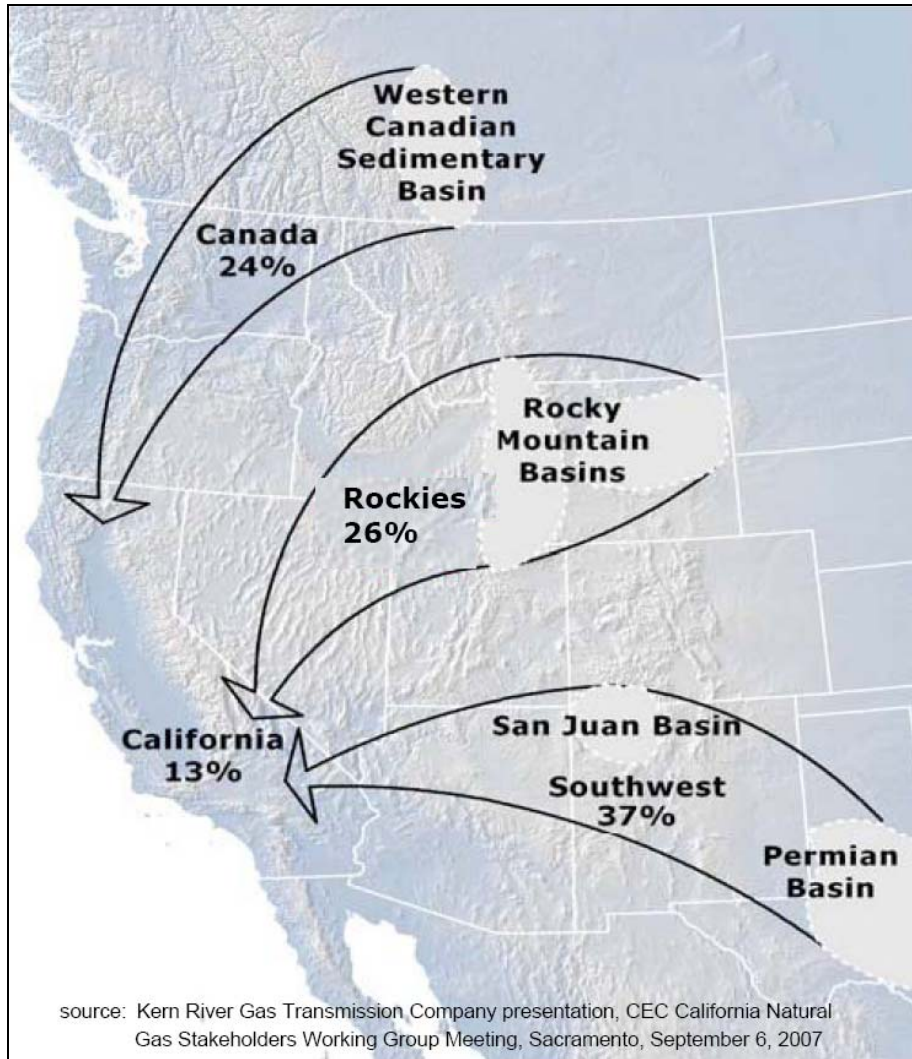 Western
Canadian
Sedimentary
Basin
Canada
24%
Rocky
Mountain
Basins
Rockies
26%
San Juan Basin
California
13%
Southwest
37%
Permian
Basin
source: Kern River Gas Transmission Company presentation, CEC California Natural
Gas Stakeholders Working Group Meeting, Sacramento, September 6, 2007